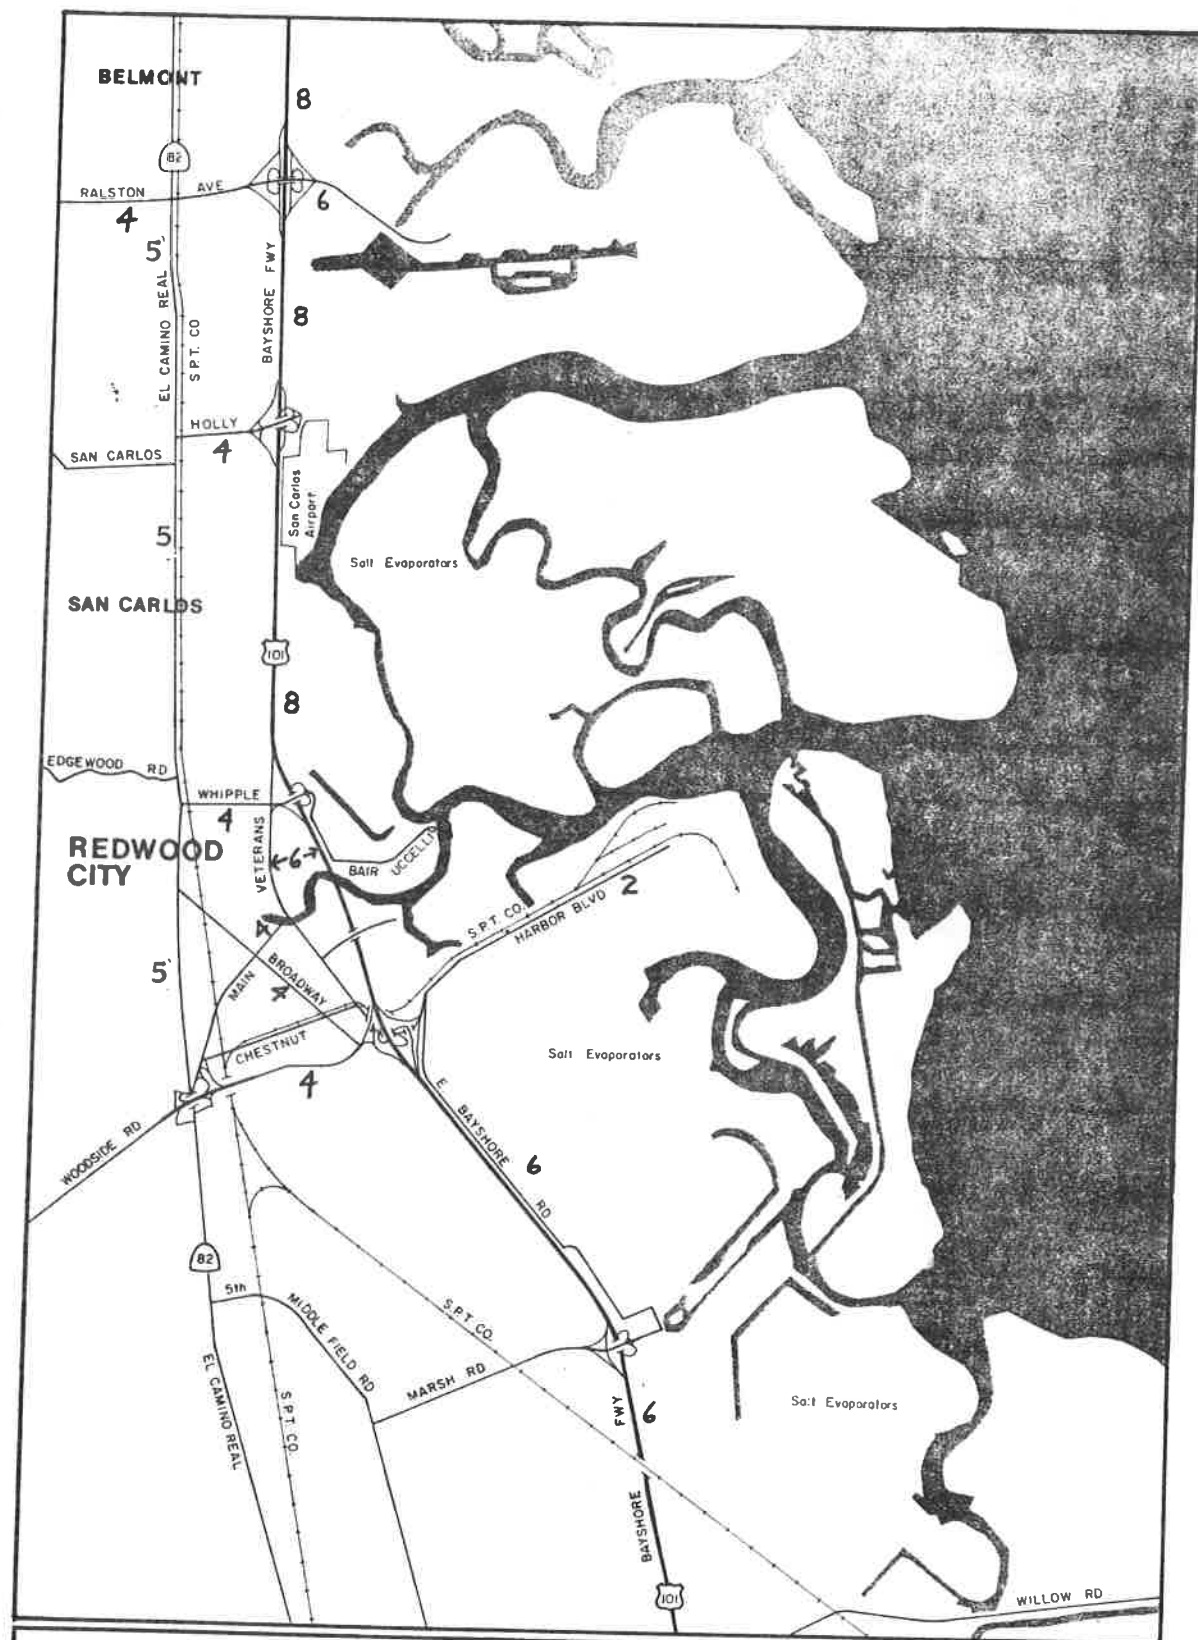 BELMONT
8
82
RALSTON AVE
4
6
5'
BAYSHORE FWY
8
EL CAMINO REAL
S.P.T. CO
HOLLY
4
SAN CARLOS
San Carlos
Airport
5
Salt Evaporators
SAN CARLOS
101
8
EDGEWOOD RD
WHIPPLE
4
VETERANS
6
REDWOOD
CITY
BAIR
UCCELLI
2
S.P.T. CO.
HARBOR BLVD
4
5'
MAIN
BROADWAY
4
CHESTNUT
4
Salt Evaporators
WOODSIDE RD
E. BAYSHORE RD
6
82
5th
MIDDLE FIELD RD
S.P.T. CO.
MARSH RD
EL CAMINO REAL
S.P.T. CO.
FWY
6
Salt Evaporators
BAYSHORE
101
WILLOW RD